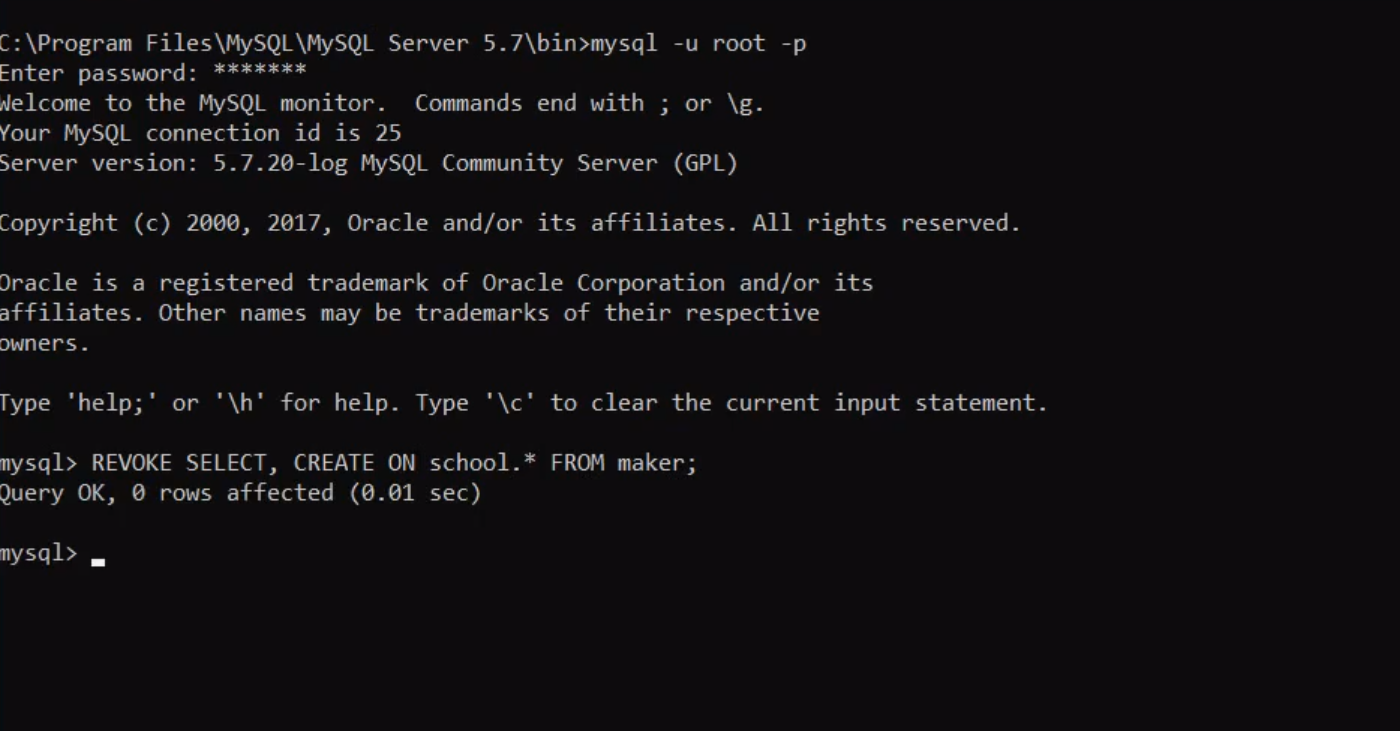 C:\Program Files\MySQL\MySQL Server 5.7\bin>mysql -u root -p
Enter password: *******
Welcome to the MySQL monitor.  Commands end with ; or \g.
Your MySQL connection id is 25
Server version: 5.7.20-log MySQL Community Server (GPL)
Copyright (c) 2000, 2017, Oracle and/or its affiliates. All rights reserved.
Oracle is a registered trademark of Oracle Corporation and/or its
affiliates. Other names may be trademarks of their respective
owners.
Type 'help;' or '\h' for help. Type '\c' to clear the current input statement.
mysql> REVOKE SELECT, CREATE ON school.* FROM maker;
Query OK, 0 rows affected (0.01 sec)
mysql>